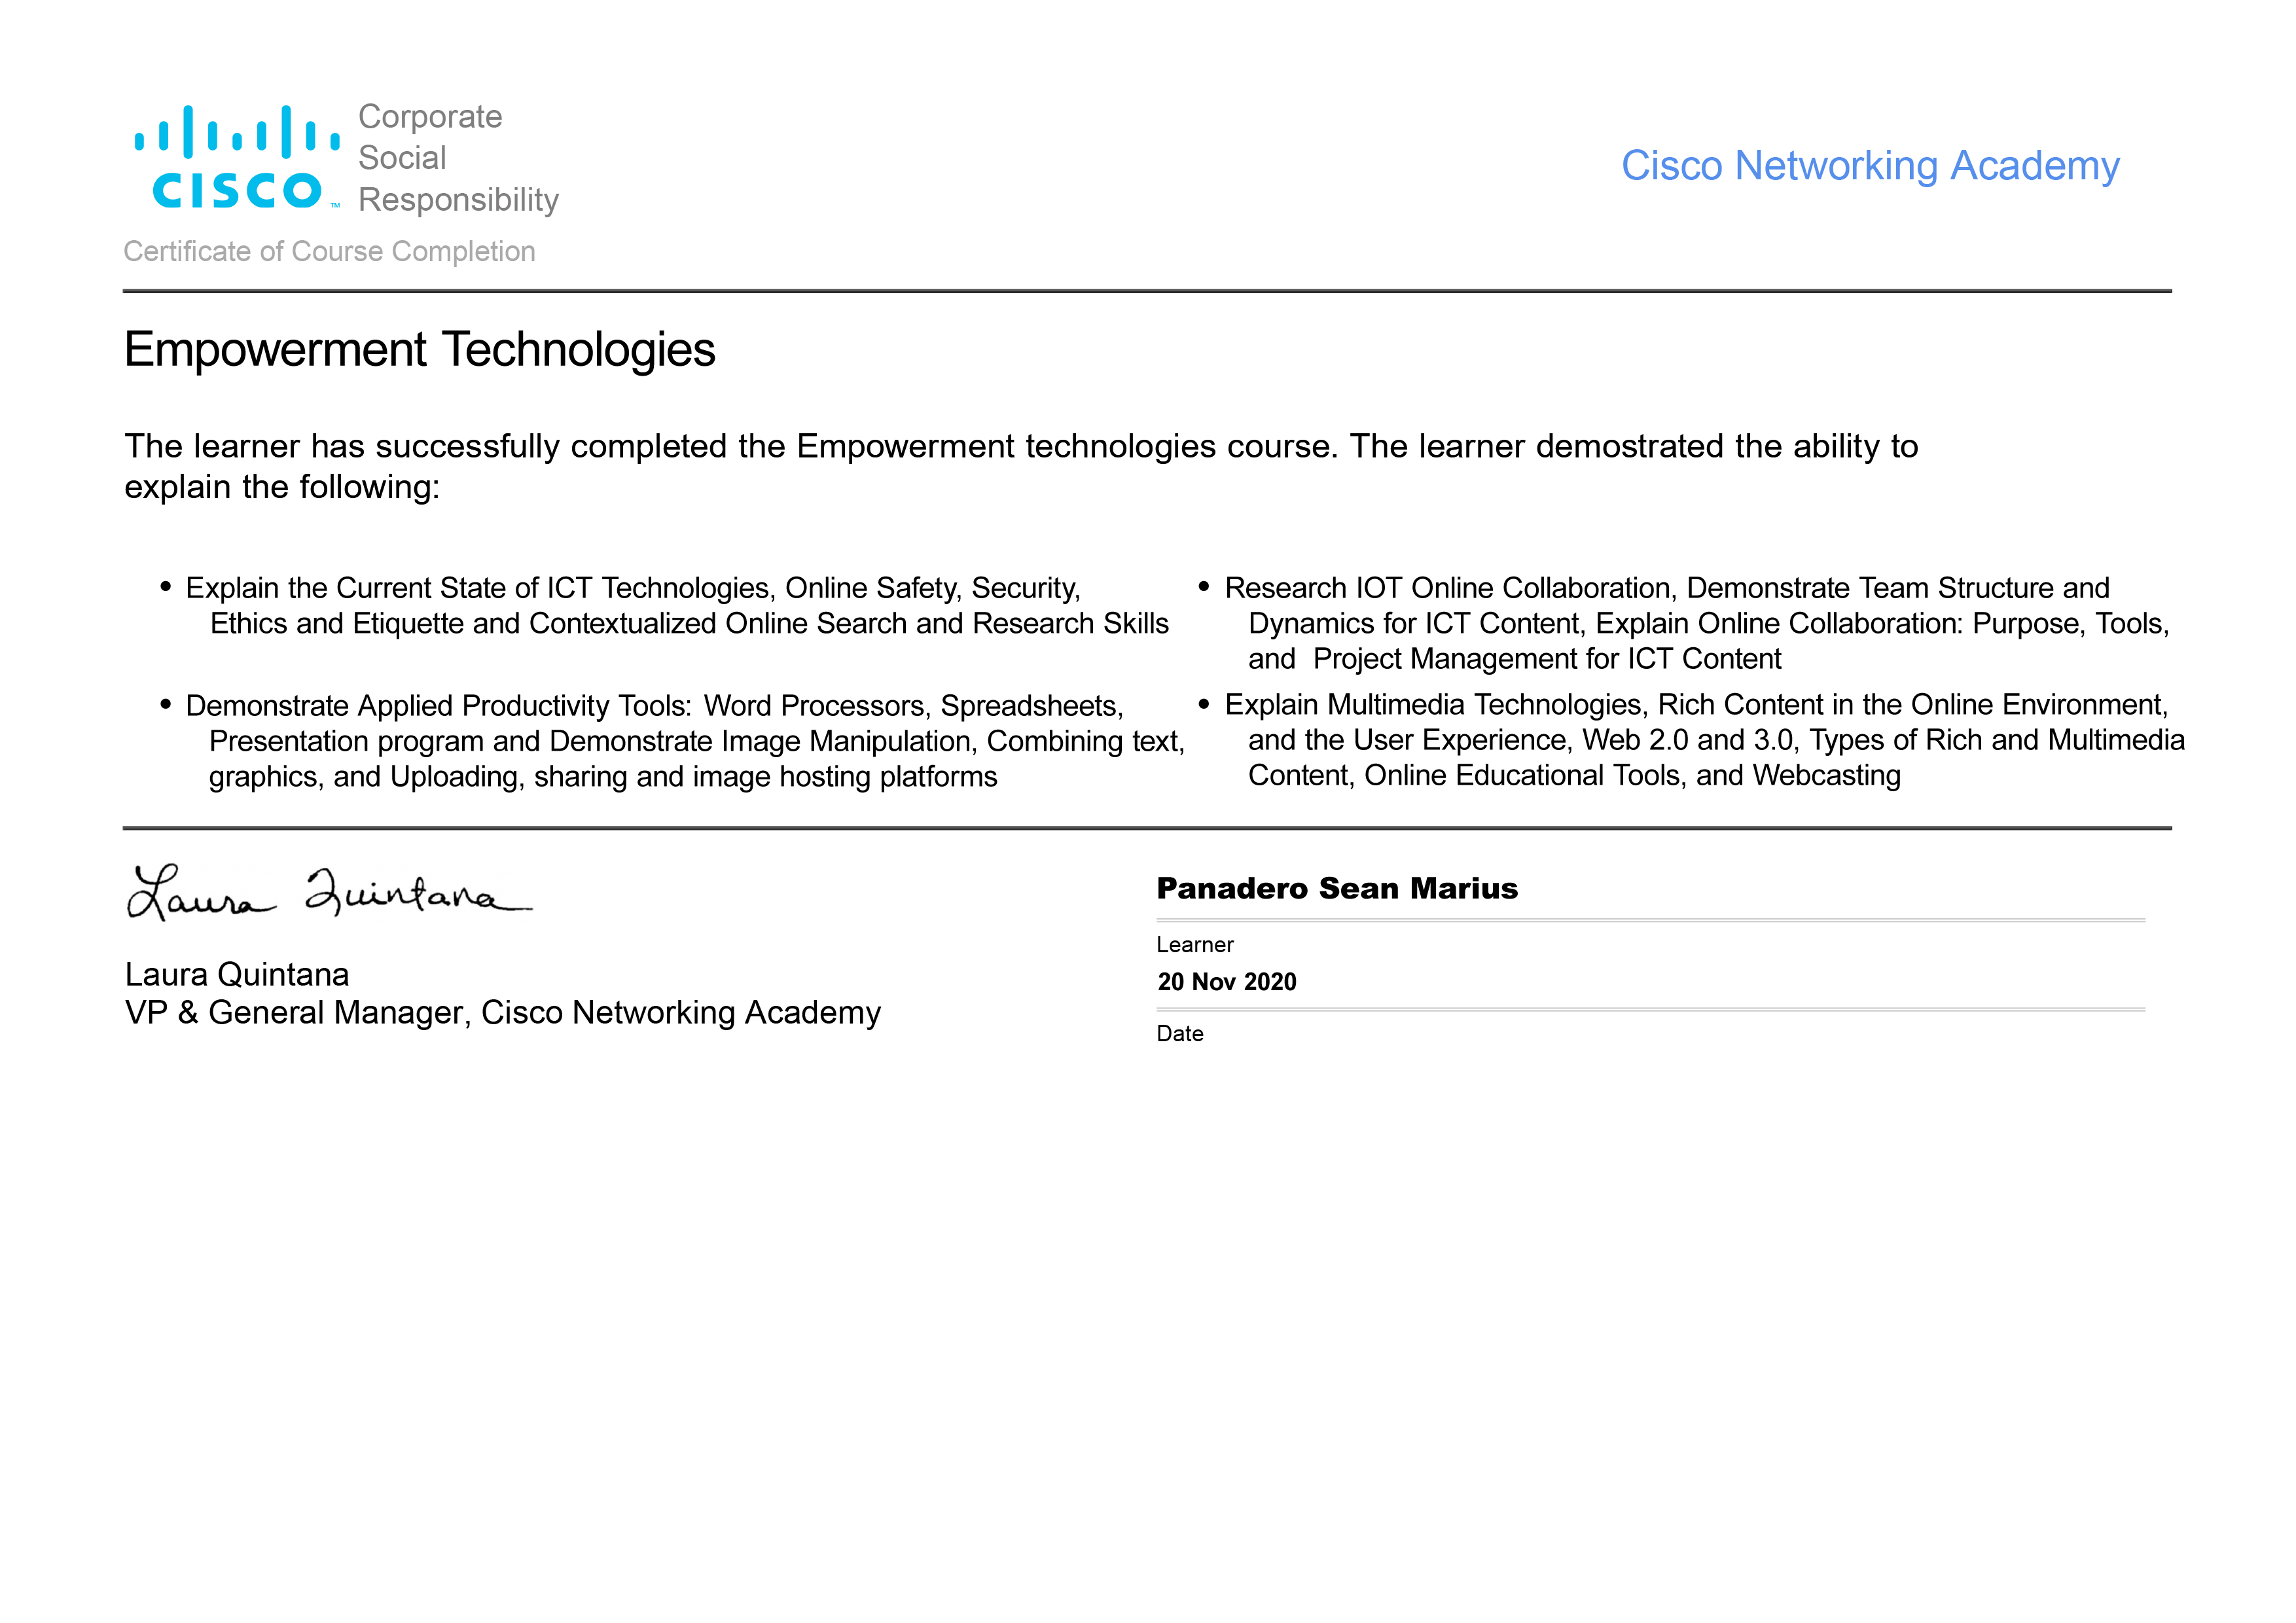 Corporate
Social
Responsibility
CISCO™
Cisco Networking Academy
Certificate of Course Completion
Empowerment Technologies
The learner has successfully completed the Empowerment technologies course. The learner demostrated the ability to
explain the following:
• Explain the Current State of ICT Technologies, Online Safety, Security,
Ethics and Etiquette and Contextualized Online Search and Research Skills
• Demonstrate Applied Productivity Tools: Word Processors, Spreadsheets,
Presentation program and Demonstrate Image Manipulation, Combining text,
graphics, and Uploading, sharing and image hosting platforms
• Research IOT Online Collaboration, Demonstrate Team Structure and
Dynamics for ICT Content, Explain Online Collaboration: Purpose, Tools,
and  Project Management for ICT Content
• Explain Multimedia Technologies, Rich Content in the Online Environment,
and the User Experience, Web 2.0 and 3.0, Types of Rich and Multimedia
Content, Online Educational Tools, and Webcasting
Laura Quintana
Laura Quintana
VP & General Manager, Cisco Networking Academy
Panadero Sean Marius
Learner
20 Nov 2020
Date